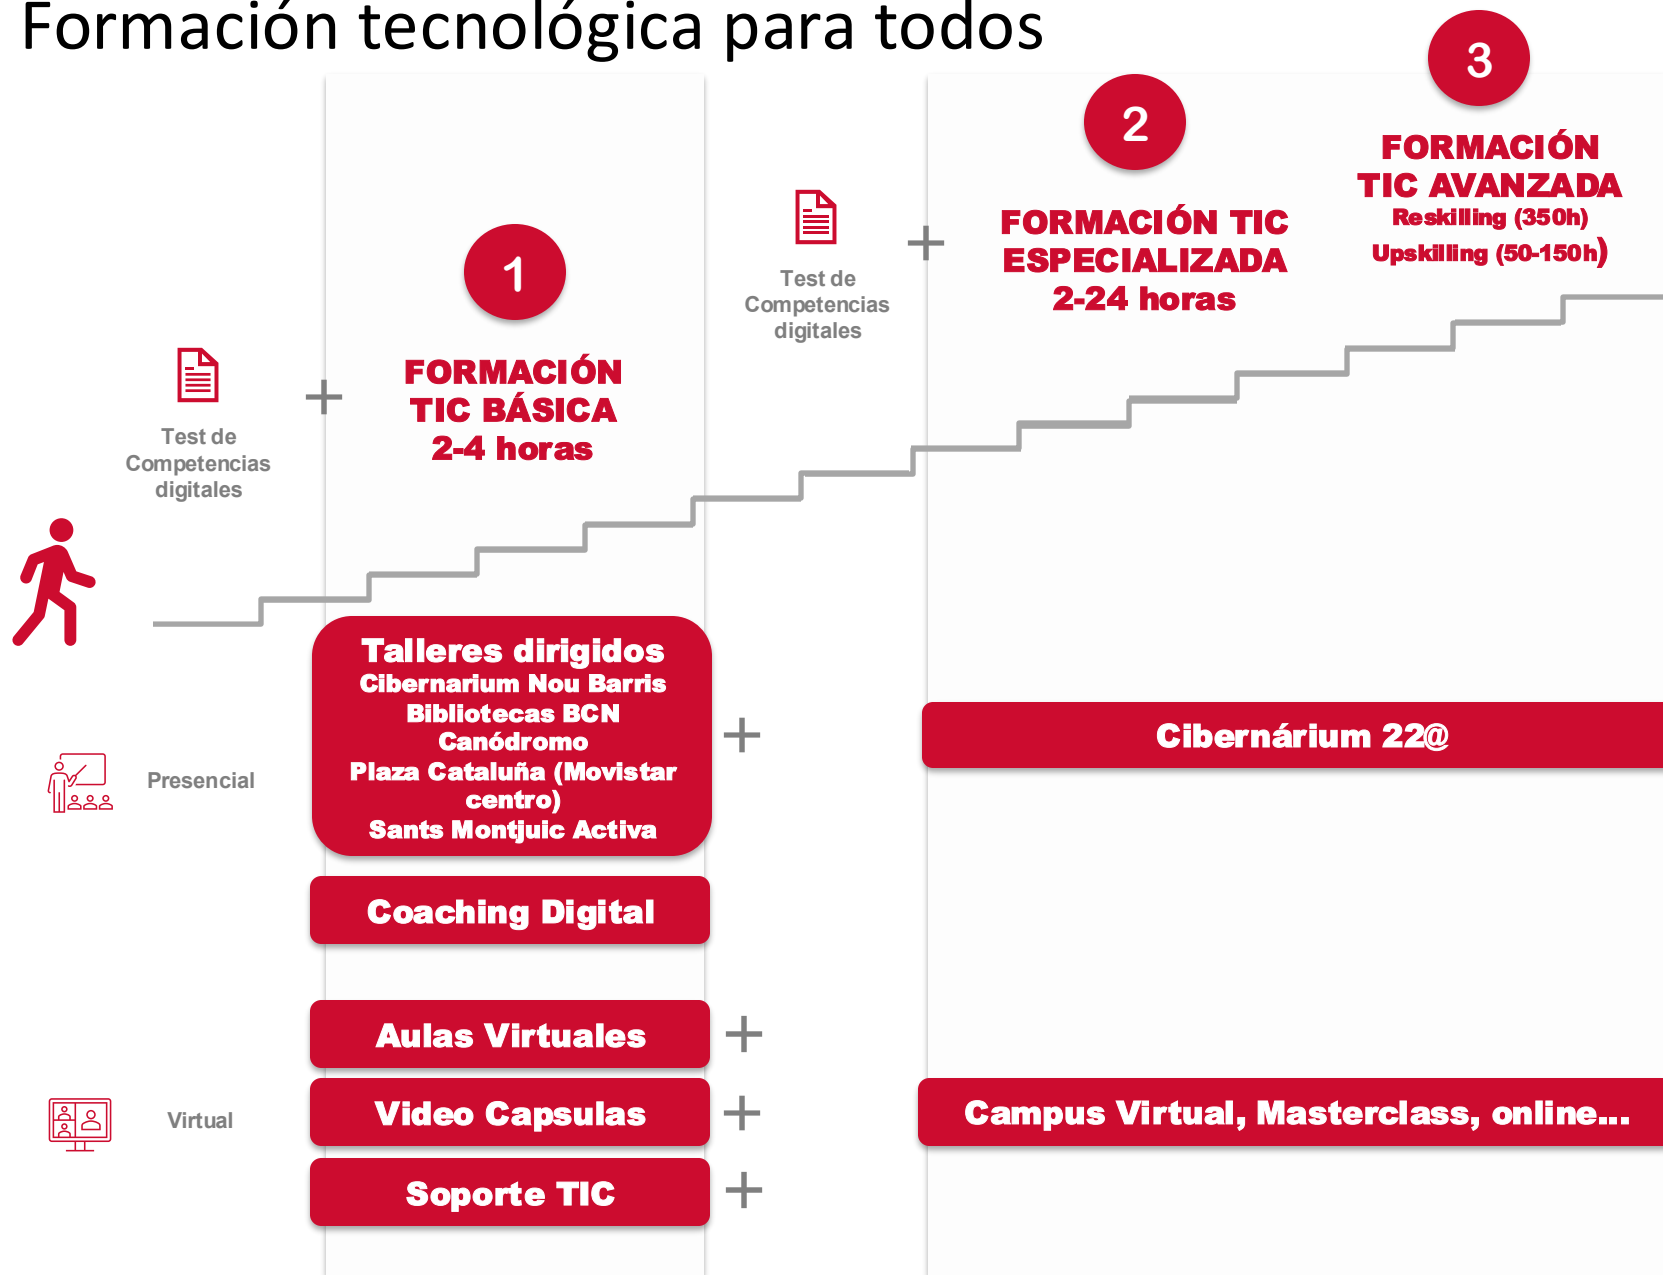 Formación tecnológica para todos
3
FORMACIÓN
TIC AVANZADA
Reskilling (350h)
Upskilling (50-150h)
2
FORMACIÓN TIC
ESPECIALIZADA
2-24 horas
Test de
Competencias
digitales
1
FORMACIÓN
TIC BÁSICA
2-4 horas
Test de
Competencias
digitales
Talleres dirigidos
Cibernarium Nou Barris
Bibliotecas BCN
Canódromo
Plaza Cataluña (Movistar
centro)
Sants Montjuic Activa
Cibernárium 22@
Presencial
Coaching Digital
Aulas Virtuales
Video Capsulas
Campus Virtual, Masterclass, online...
Virtual
Soporte TIC